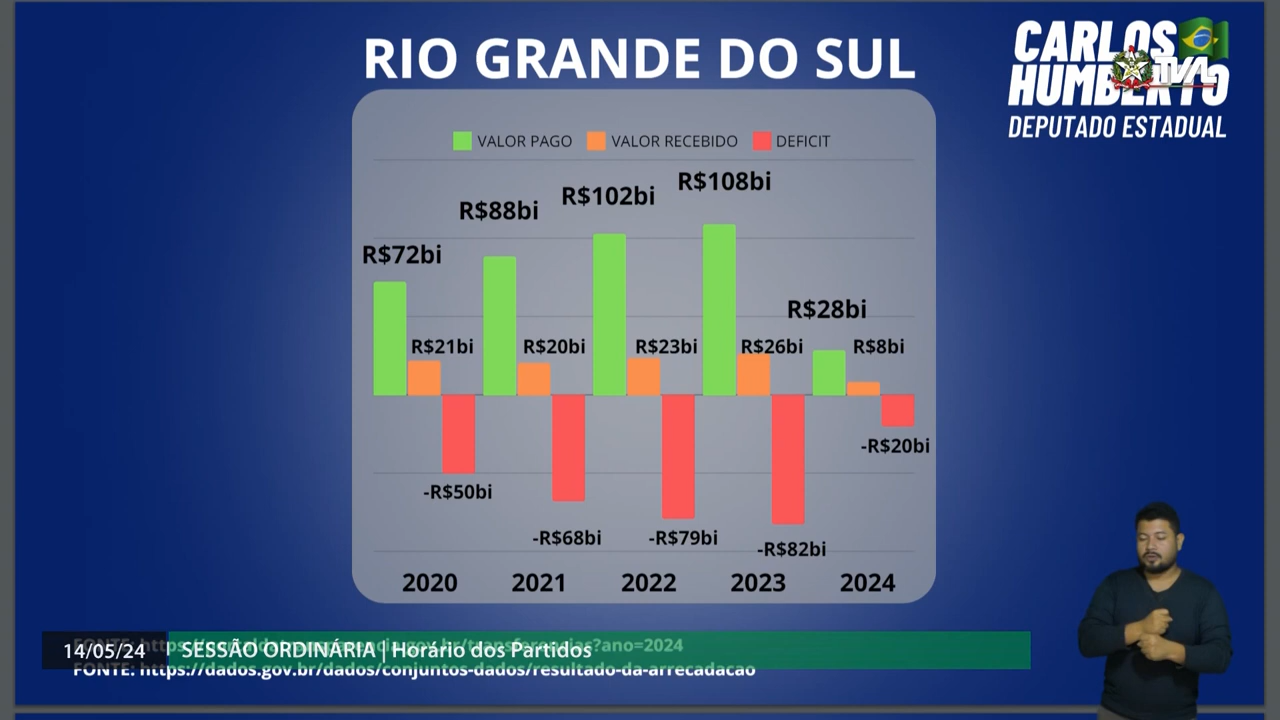 RIO GRANDE DO SUL
CARLOS
HUMBERTO
DEPUTADO ESTADUAL
VALOR PAGO VALOR RECEBIDO DEFICIT
R$72bi R$88bi R$102bi R$108bi R$28bi
R$21bi R$20bi R$23bi R$26bi R$8bi
-R$50bi -R$68bi -R$79bi -R$82bi -R$20bi
2020 2021 2022 2023 2024
14/05/24 SESSÃO ORDINÁRIA | Horário dos Partidos
FONTE: https://dados.gov.br/dados/conjuntos-dados/resultado-da-arrecadacao